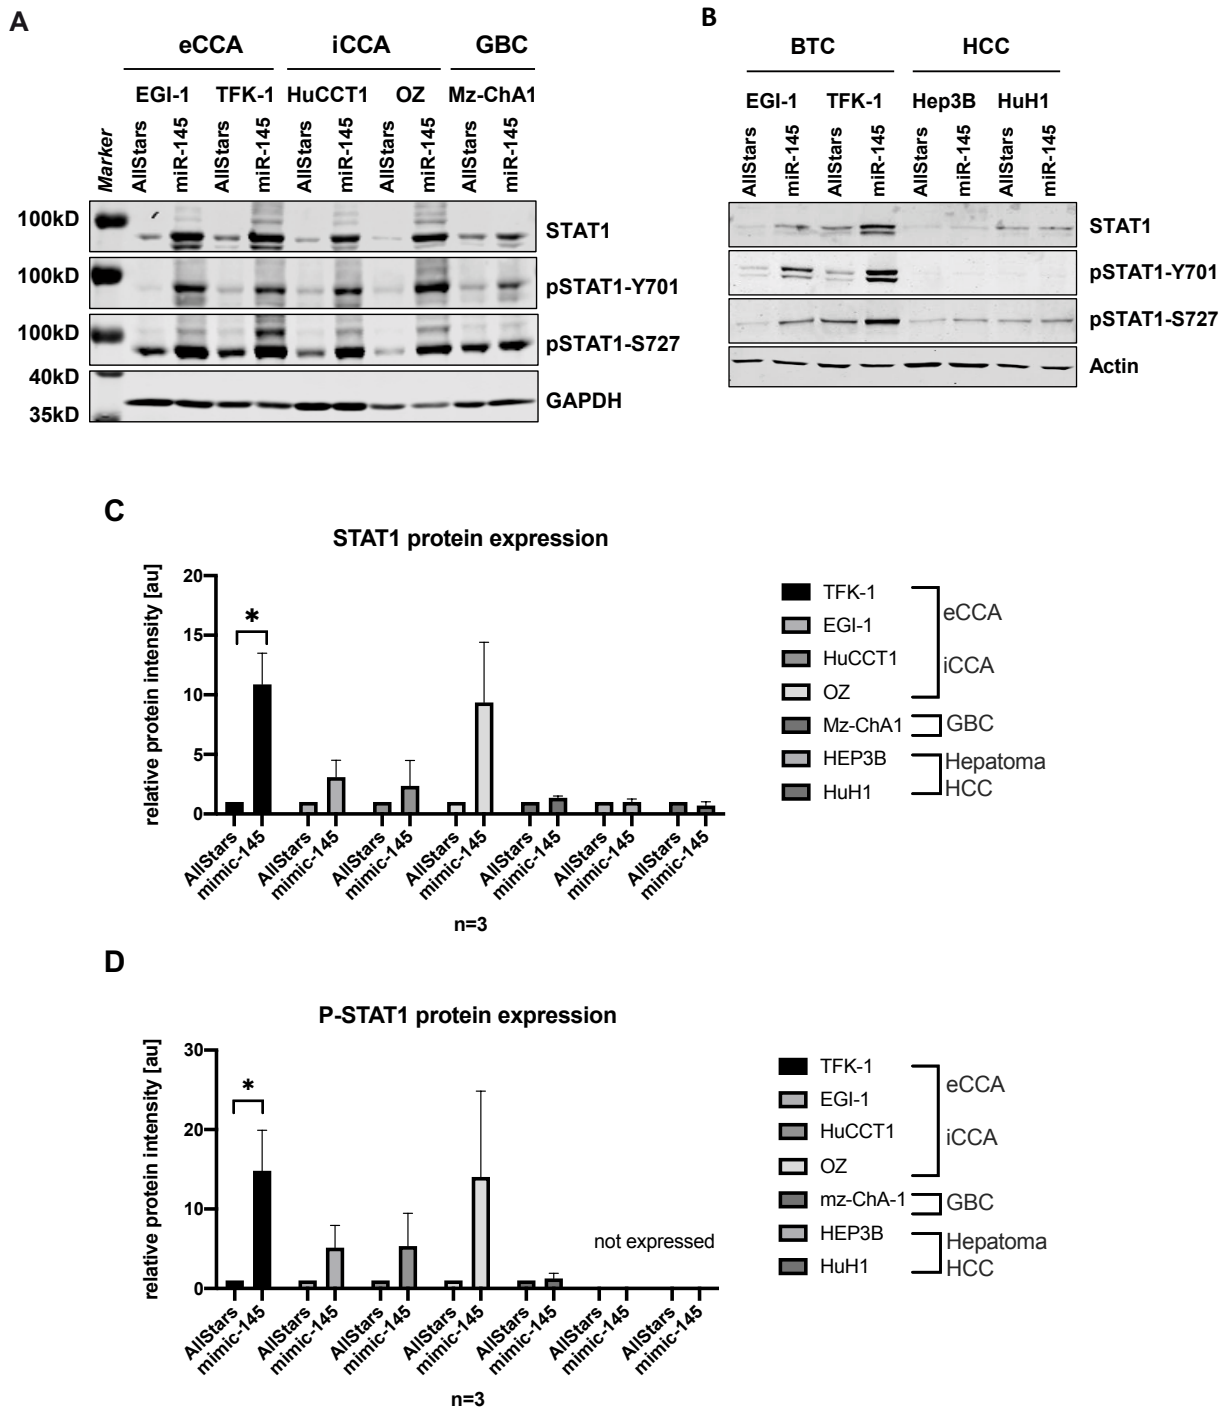 A
eCCA iCCA GBC
EGI-1 TFK-1 HuCCT1 OZ Mz-ChA1
Marker AllStars miR-145 AllStars miR-145 AllStars miR-145 AllStars miR-145 AllStars miR-145
100kD STAT1
100kD pSTAT1-Y701
100kD pSTAT1-S727
40kD
35kD GAPDH
B
BTC HCC
EGI-1 TFK-1 Hep3B HuH1
AllStars miR-145 AllStars miR-145 AllStars miR-145 AllStars miR-145
STAT1
pSTAT1-Y701
pSTAT1-S727
Actin
C
STAT1 protein expression
relative protein intensity [au]
20
15
10
5
0
*
AllStars mimic-145 AllStars mimic-145 AllStars mimic-145 AllStars mimic-145 AllStars mimic-145 AllStars mimic-145 AllStars mimic-145
n=3
TFK-1
EGI-1
eCCA
HuCCT1
iCCA
OZ
Mz-ChA1 GBC
HEP3B Hepatoma
HuH1 HCC
D
P-STAT1 protein expression
relative protein intensity [au]
30
20
10
0
*
not expressed
AllStars mimic-145 AllStars mimic-145 AllStars mimic-145 AllStars mimic-145 AllStars mimic-145 AllStars mimic-145 AllStars mimic-145
n=3
TFK-1
eCCA
EGI-1
HuCCT1
iCCA
OZ
mz-ChA-1 GBC
HEP3B Hepatoma
HuH1 HCC